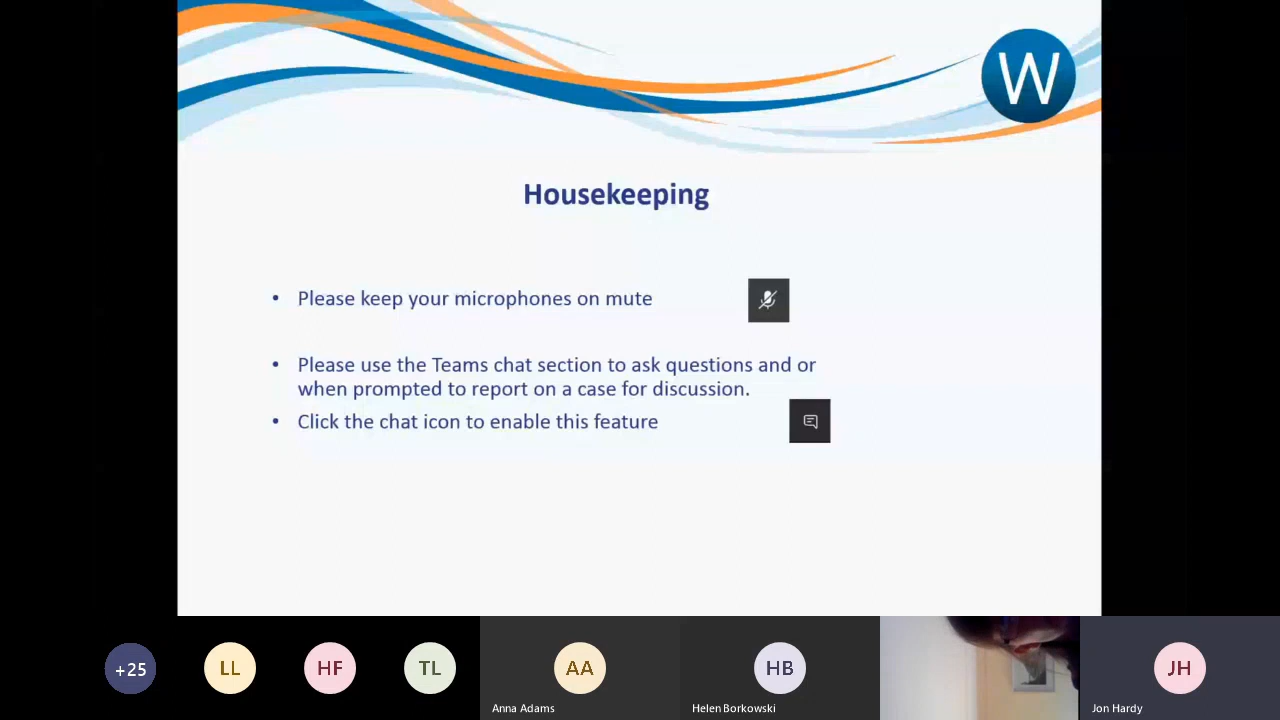 W
Housekeeping
• Please keep your microphones on mute
• Please use the Teams chat section to ask questions and or
when prompted to report on a case for discussion.
• Click the chat icon to enable this feature
+25
LL
HF
TL
AA
HB
JH
Anna Adams
Helen Borkowski
Jon Hardy